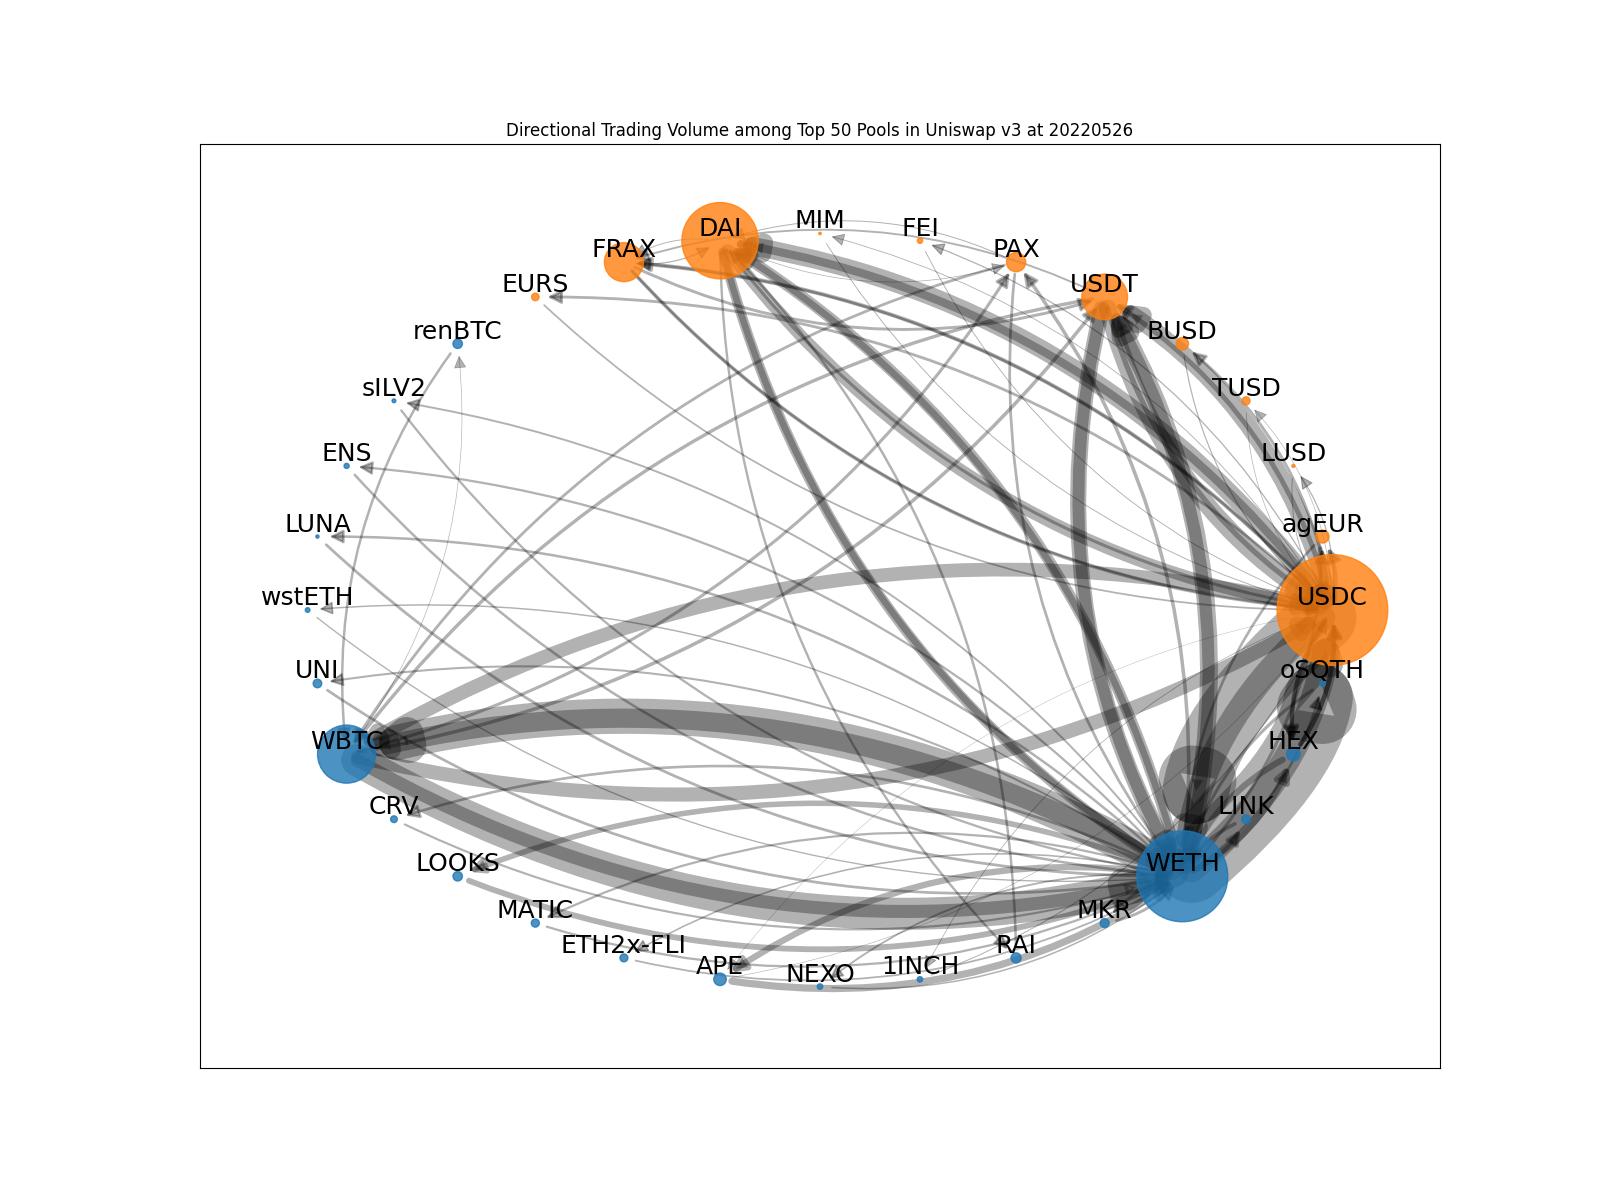 Directional Trading Volume among Top 50 Pools in Uniswap v3 at 20220526
MIM
DAI
FEI
FRAX
PAX
EURS
USDT
renBTC
BUSD
sILV2
TUSD
ENS
LUSD
LUNA
agEUR
wstETH
USDC
UNI
oSQTH
WBTC
HEX
CRV
LINK
LOOKS
WETH
MATIC
MKR
ETH2x-FLI
RAI
APE
NEXO
1INCH